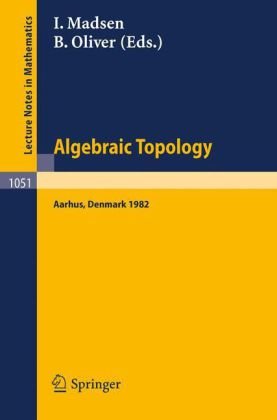 I. Madsen
B. Oliver (Eds.)
Lecture Notes in Mathematics
1051
Algebraic Topology
Aarhus, Denmark 1982
Springer